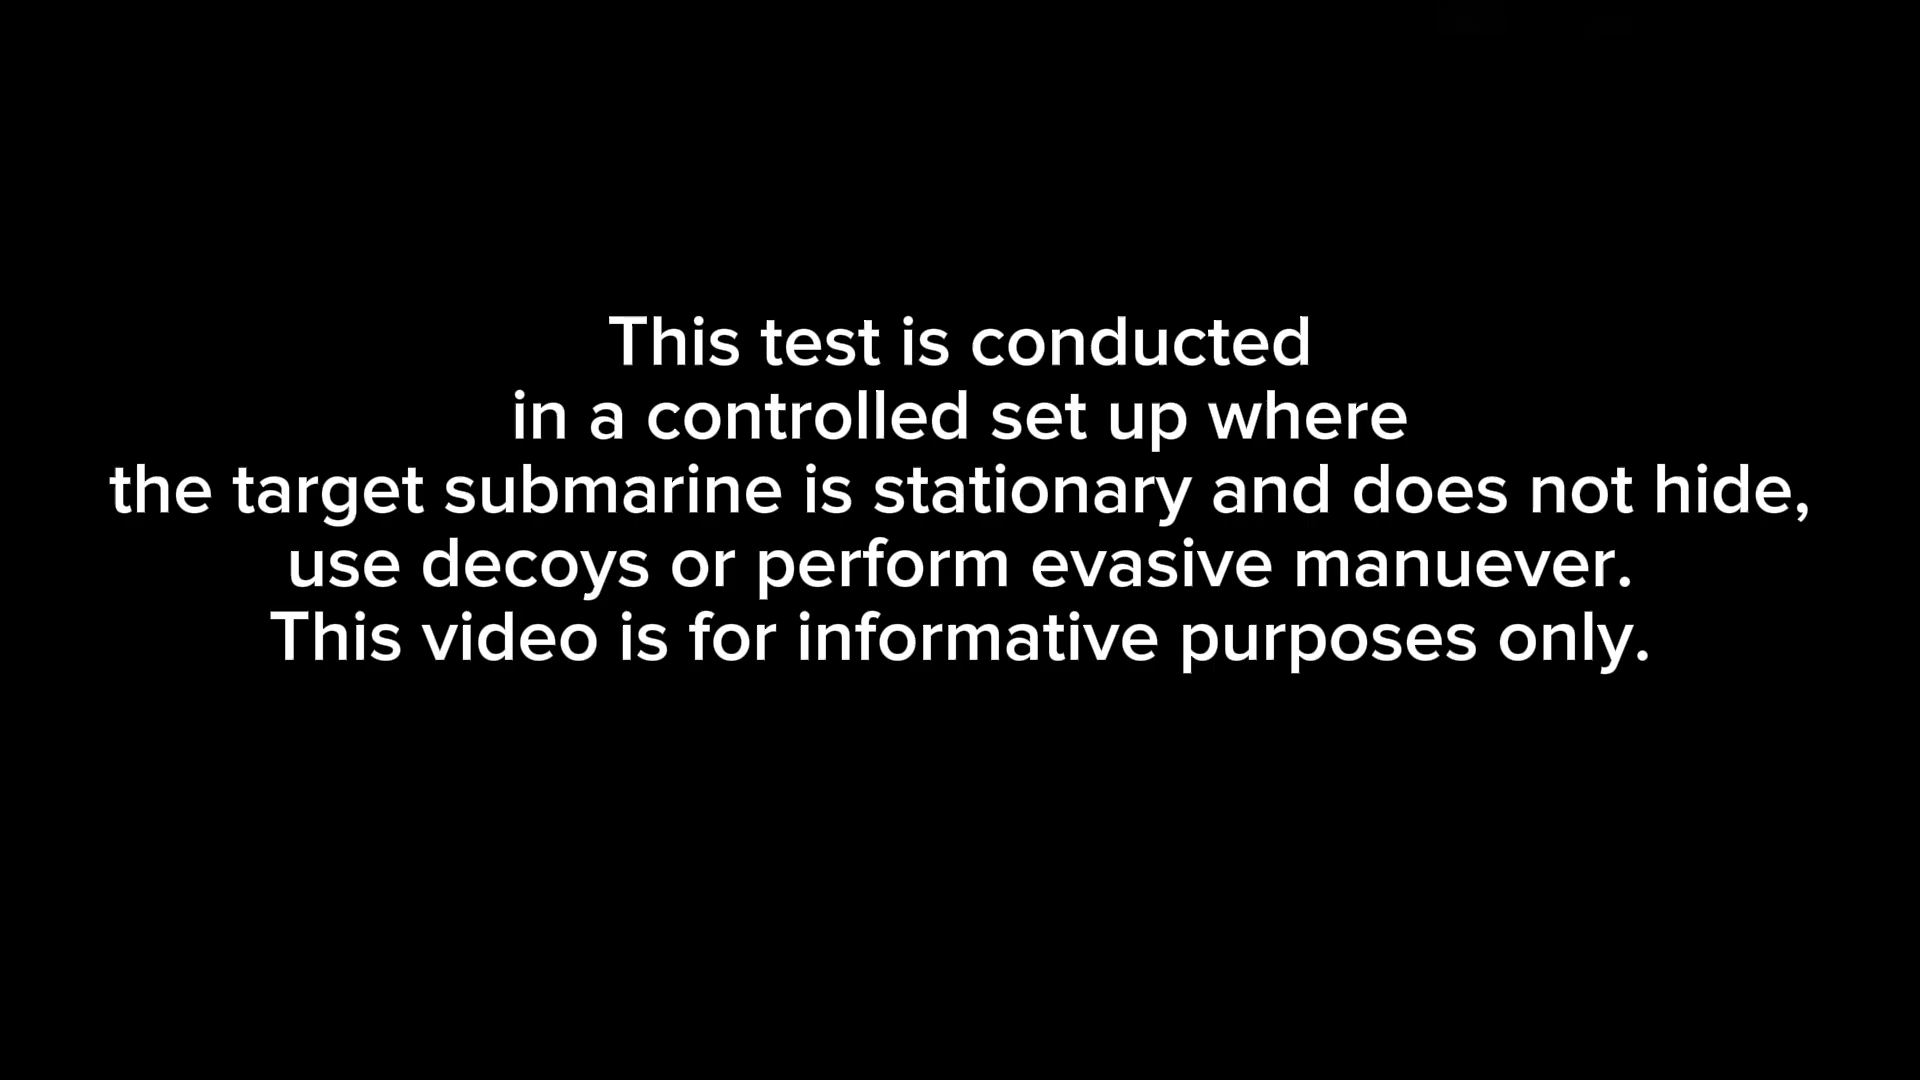 This test is conducted
in a controlled set up where
the target submarine is stationary and does not hide,
use decoys or perform evasive manuever.
This video is for informative purposes only.